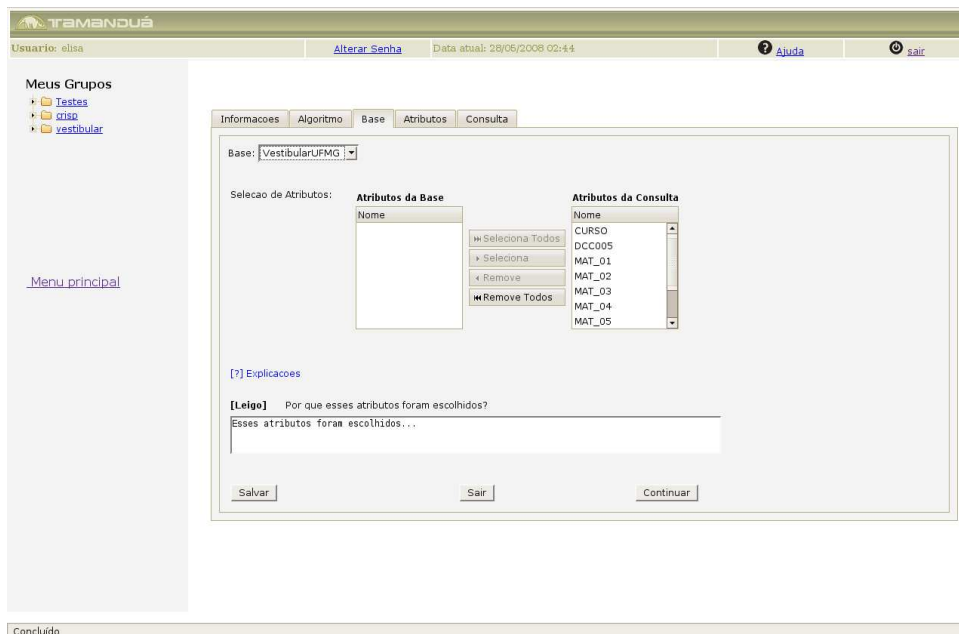 TAMANDUÁ
Usuario: elisa Alterar Senha Data atual: 28/05/2008 02:44 ? Ajuda sair
Meus Grupos
Testes
crisp
vestibular
Menu principal
Informacoes Algoritmo Base Atributos Consulta
Base: VestibularUFMG
Selecao de Atributos:
Atributos da Base
Nome
Seleciona Todos
Seleciona
Remove
Remove Todos
Atributos da Consulta
Nome
CURSO
DCC005
MAT_01
MAT_02
MAT_03
MAT_04
MAT_05
[?] Explicacoes
[Leigo] Por que esses atributos foram escolhidos?
Esses atributos foram escolhidos...
Salvar Sair Continuar
Concluído